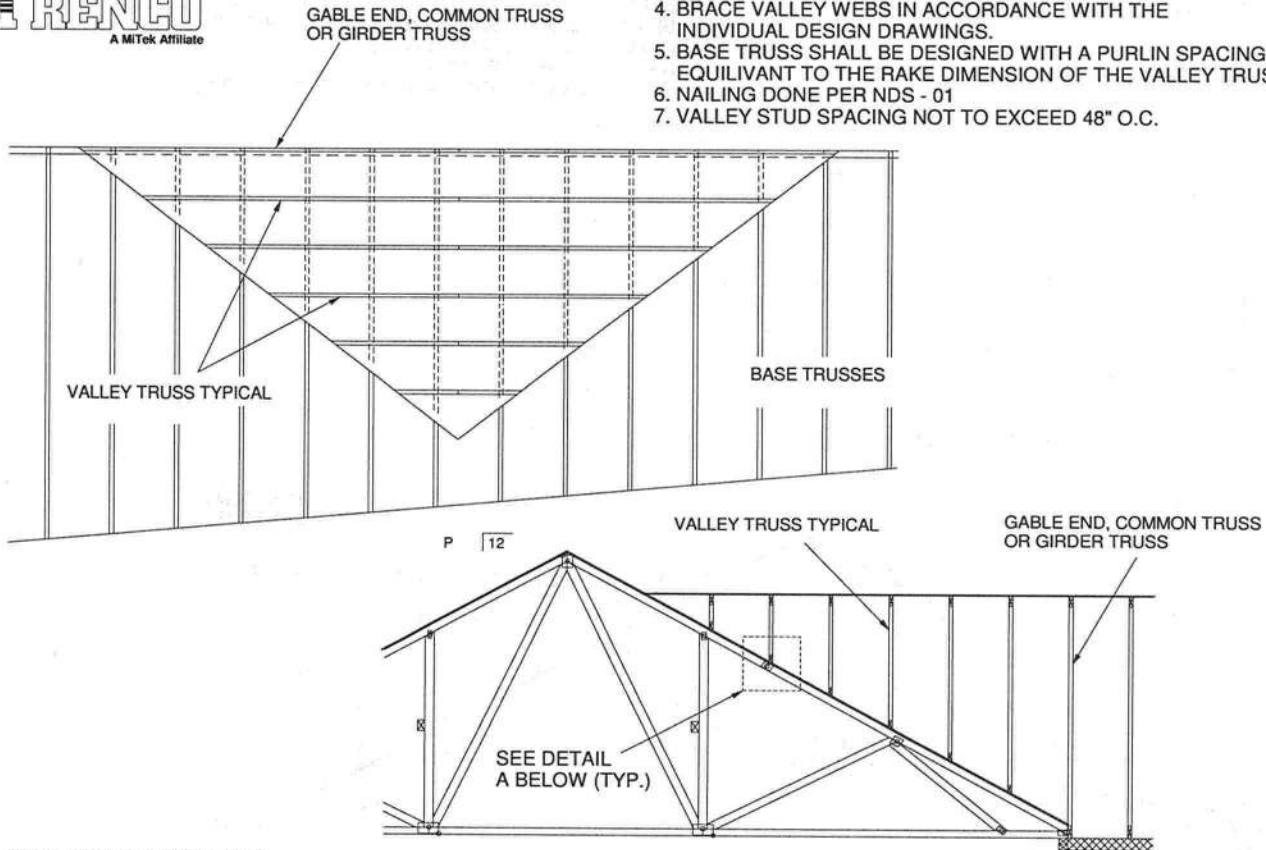 TRENCO
A MiTek Affiliate
GABLE END, COMMON TRUSS
OR GIRDER TRUSS
4. BRACE VALLEY WEBS IN ACCORDANCE WITH THE
INDIVIDUAL DESIGN DRAWINGS.
5. BASE TRUSS SHALL BE DESIGNED WITH A PURLIN SPACING
EQUILIVANT TO THE RAKE DIMENSION OF THE VALLEY TRUS
6. NAILING DONE PER NDS - 01
7. VALLEY STUD SPACING NOT TO EXCEED 48" O.C.
VALLEY TRUSS TYPICAL
BASE TRUSSES
P 12
VALLEY TRUSS TYPICAL
GABLE END, COMMON TRUSS
OR GIRDER TRUSS
SEE DETAIL
A BELOW (TYP.)